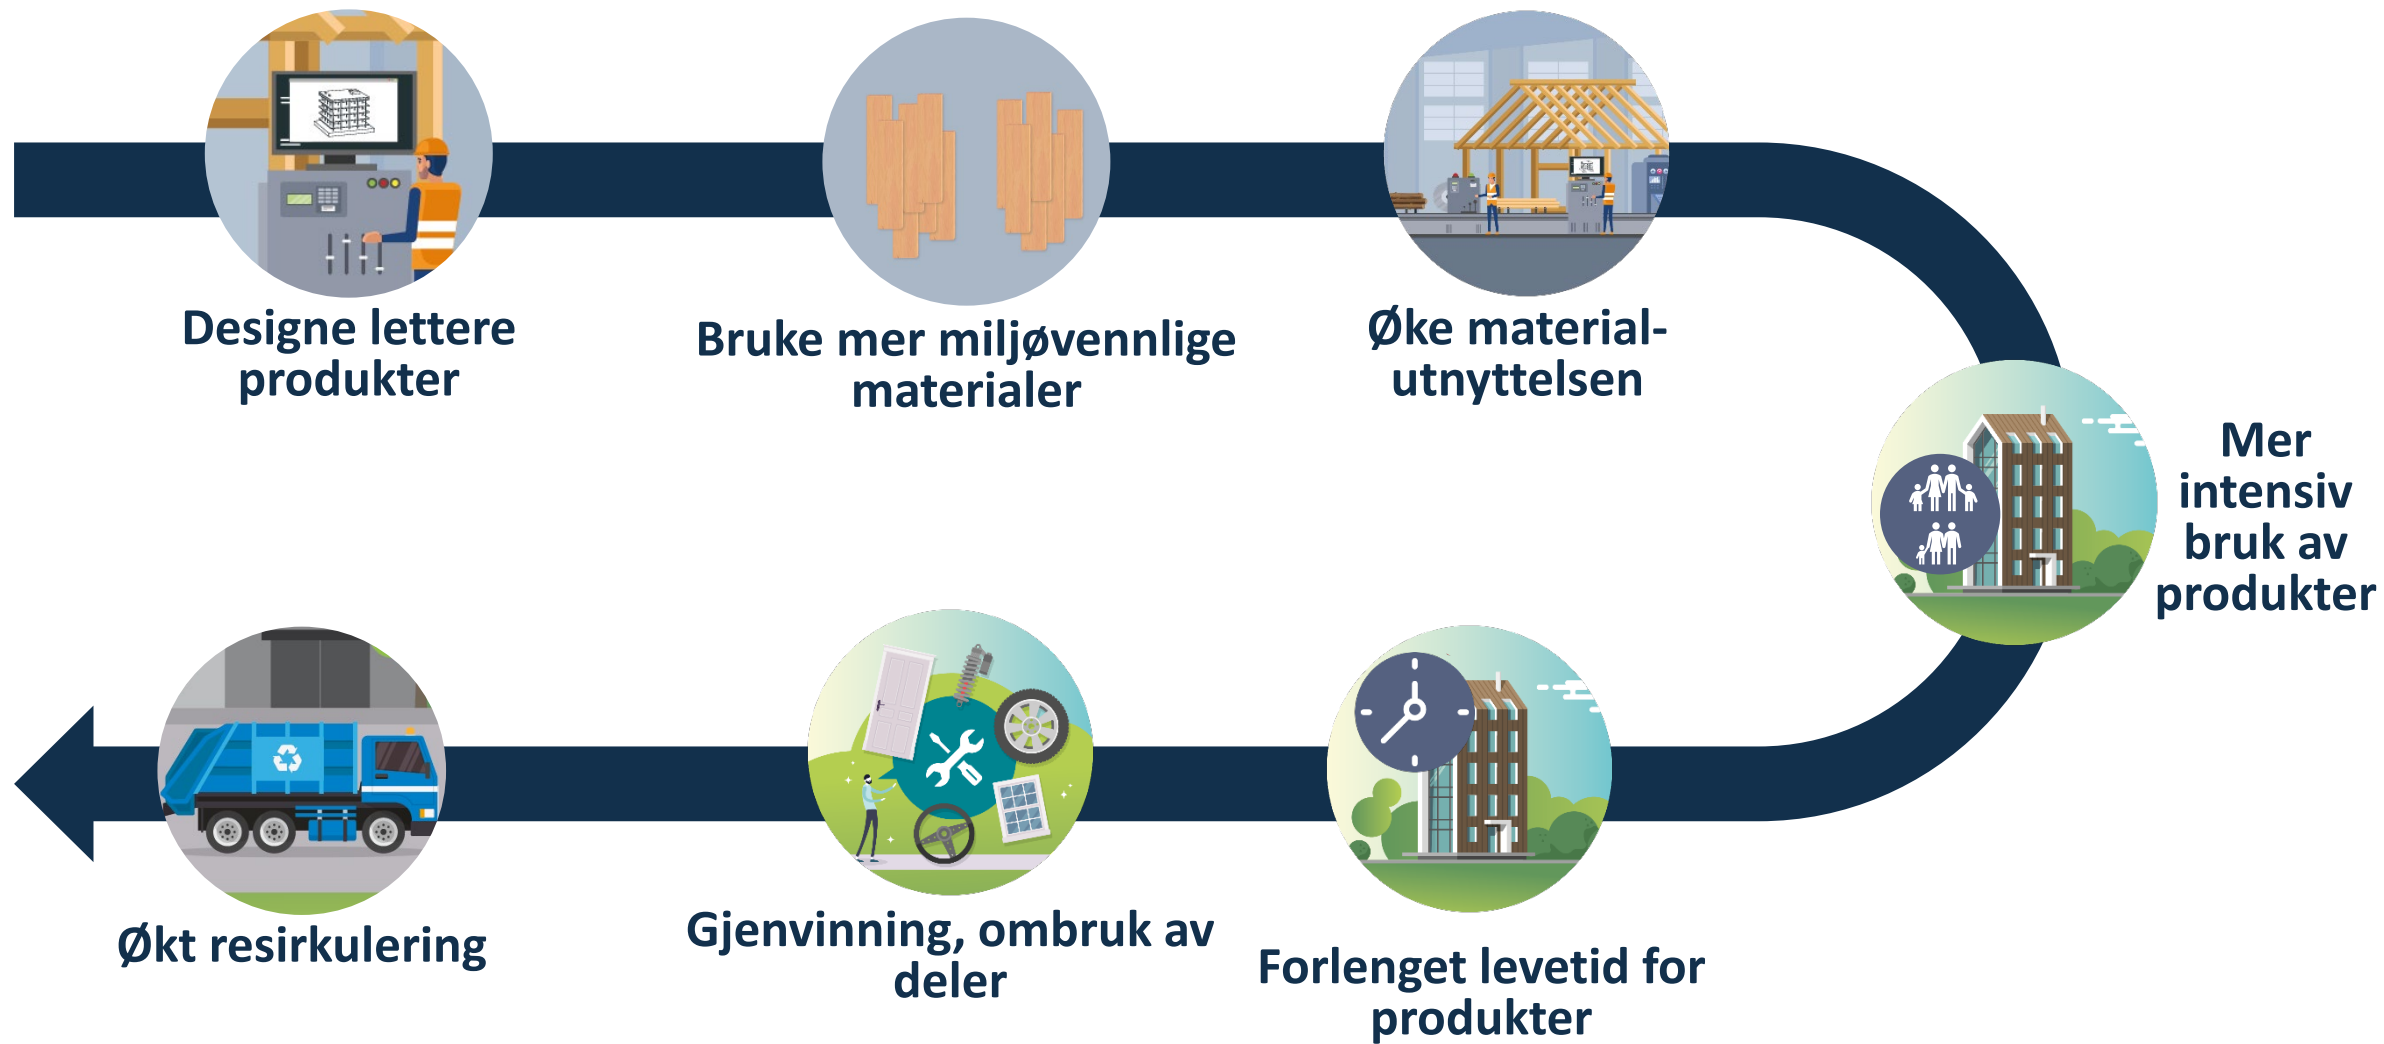 Designe lettere
produkter
Bruke mer miljøvennlige
materialer
Øke material-
utnyttelsen
Mer
intensiv
bruk av
produkter
Forlenget levetid for
produkter
Gjenvinning, ombruk av
deler
Økt resirkulering